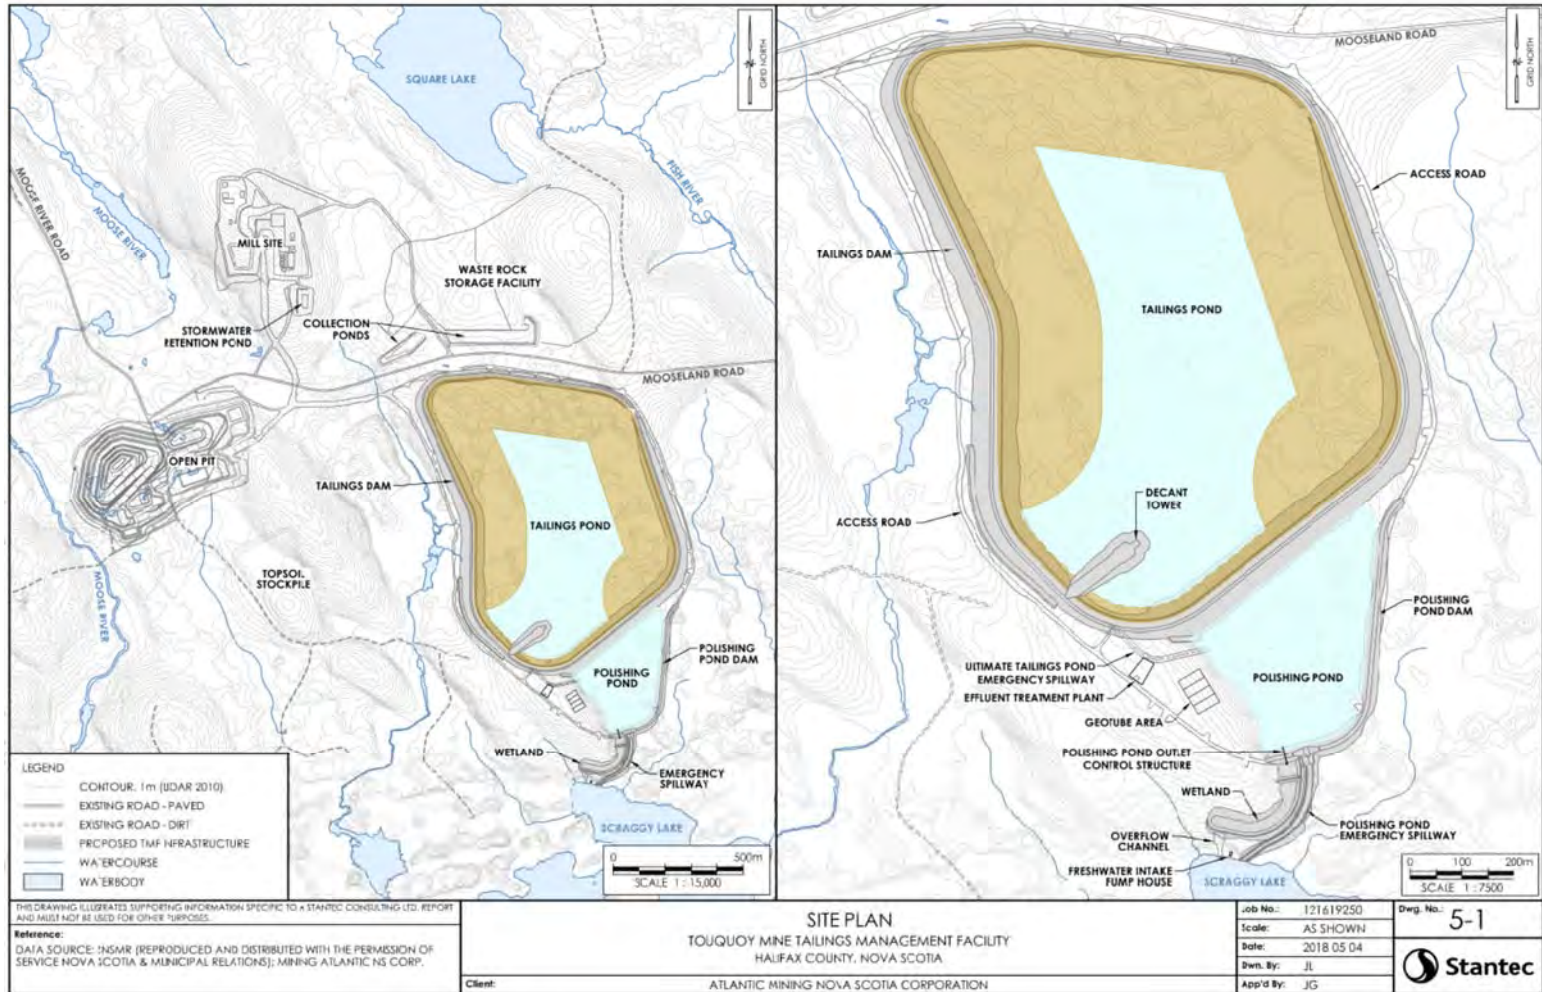 SQUARE LAKE
GRID NORTH
MOOSE RIVER ROAD
MOOSE RIVER
FISH RIVER
MILL SITE
WASTE ROCK
STORAGE FACILITY
STORMWATER
RETENTION POND
COLLECTION
PONDS
MOOSELAND ROAD
OPEN PIT
TAILINGS DAM
TAILINGS POND
TOPSOIL
STOCKPILE
MOOSE RIVER
POLISHING
POND DAM
POLISHING
POND
WETLAND
EMERGENCY
SPILLWAY
SCRAGGY LAKE
0 500m
SCALE 1 : 15,000
LEGEND
CONTOUR, 1m (LIDAR 2010)
EXISTING ROAD - PAVED
EXISTING ROAD - DIRT
PROPOSED TMF INFRASTRUCTURE
WATERCOURSE
WATERBODY
MOOSELAND ROAD
GRID NORTH
ACCESS ROAD
TAILINGS DAM
TAILINGS POND
DECANT
TOWER
ACCESS ROAD
POLISHING
POND DAM
ULTIMATE TAILINGS POND
EMERGENCY SPILLWAY
EFFLUENT TREATMENT PLANT
POLISHING POND
GEOTUBE AREA
POLISHING POND OUTLET
CONTROL STRUCTURE
WETLAND
POLISHING POND
EMERGENCY SPILLWAY
OVERFLOW
CHANNEL
FRESHWATER INTAKE
PUMP HOUSE
SCRAGGY LAKE
0 100 200m
SCALE 1 : 7500
THIS DRAWING ILLUSTRATES SUPPORTING INFORMATION SPECIFIC TO A STANTEC CONSULTING LTD. REPORT
AND MUST NOT BE USED FOR OTHER PURPOSES.
Reference:
DATA SOURCE: (REPRODUCED AND DISTRIBUTED WITH THE PERMISSION OF
SERVICE NOVA SCOTIA & MUNICIPAL RELATIONS); MINING ATLANTIC NS CORP.
SITE PLAN
TOUQUOY MINE TAILINGS MANAGEMENT FACILITY
HALIFAX COUNTY, NOVA SCOTIA
Client: ATLANTIC MINING NOVA SCOTIA CORPORATION
Job No.: 121619250
Scale: AS SHOWN
Date: 2018 05 04
Dwn. By: JL
App'd By: JG
Dwg. No.: 5-1
Stantec